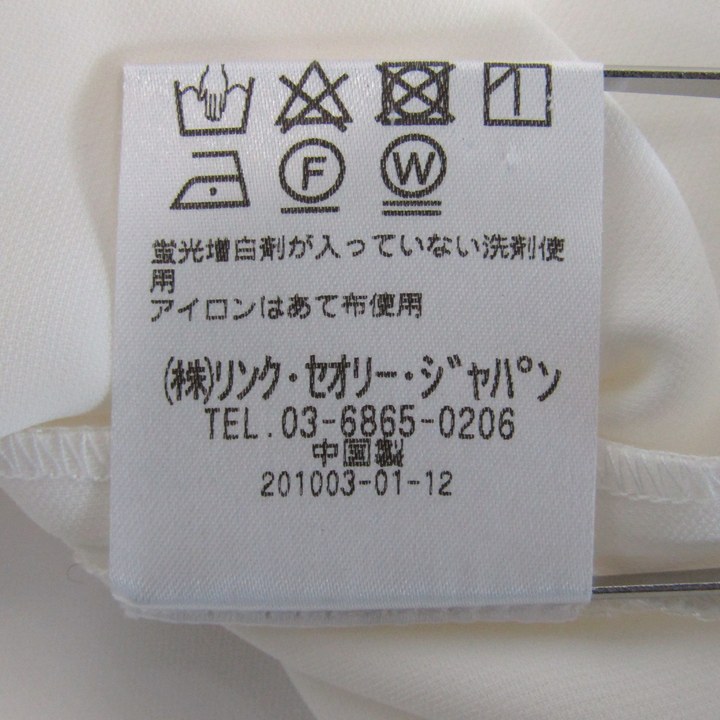 F W
蛍光増白剤が入っていない洗剤使
用
アイロンはあて布使用
(株)リンク・セオリー・ジャパン
TEL.03-6865-0206
中国製
201003-01-12